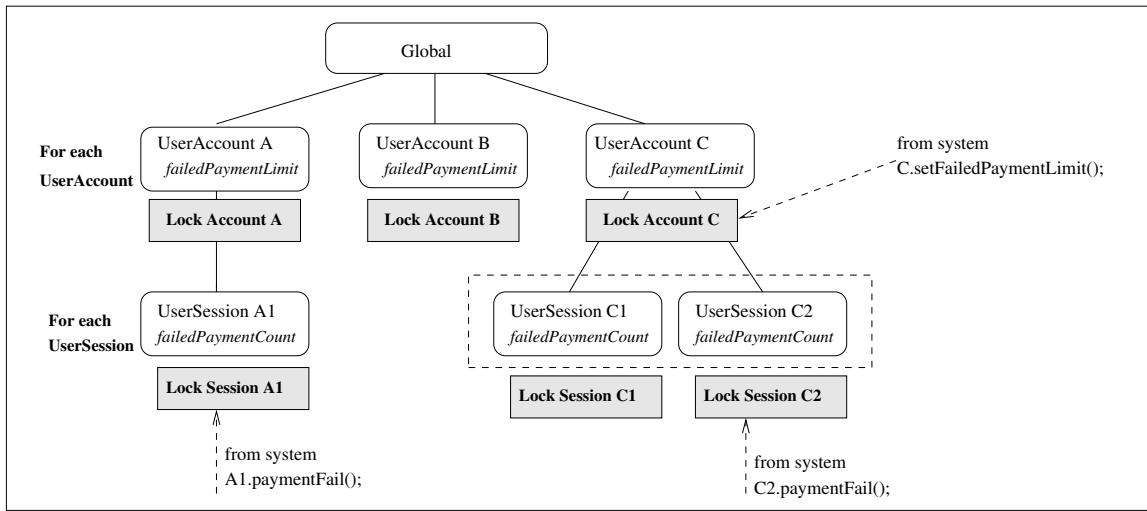 Global
For each
UserAccount
UserAccount A
failedPaymentLimit
UserAccount B
failedPaymentLimit
UserAccount C
failedPaymentLimit
from system
C.setFailedPaymentLimit();
Lock Account A
Lock Account B
Lock Account C
For each
UserSession
UserSession A1
failedPaymentCount
UserSession C1
failedPaymentCount
UserSession C2
failedPaymentCount
Lock Session A1
Lock Session C1
Lock Session C2
from system
A1.paymentFail();
from system
C2.paymentFail();